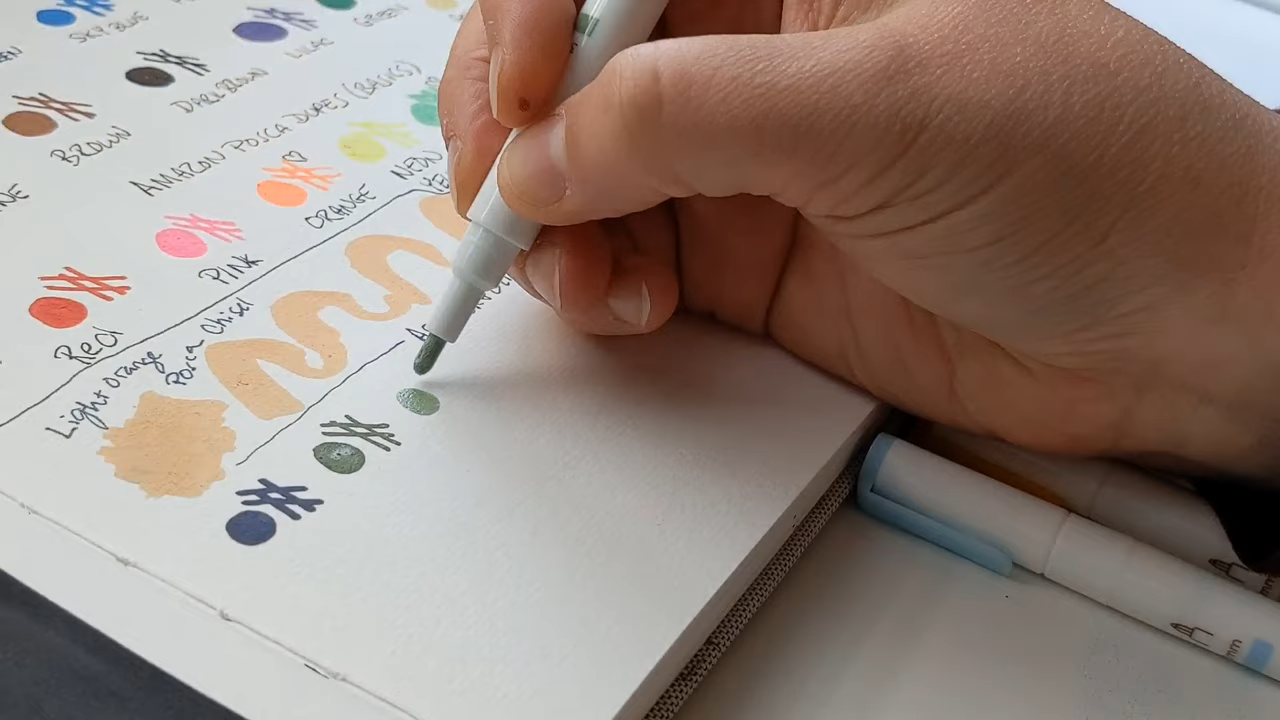 SKY BLUE
LILAC
GREEN
DARK BROWN
BROWN
AMAZON POSCA DUPES (BASICS)
NEON
ORANGE
PINK
Red
Light orange
Posca Chisel
mm